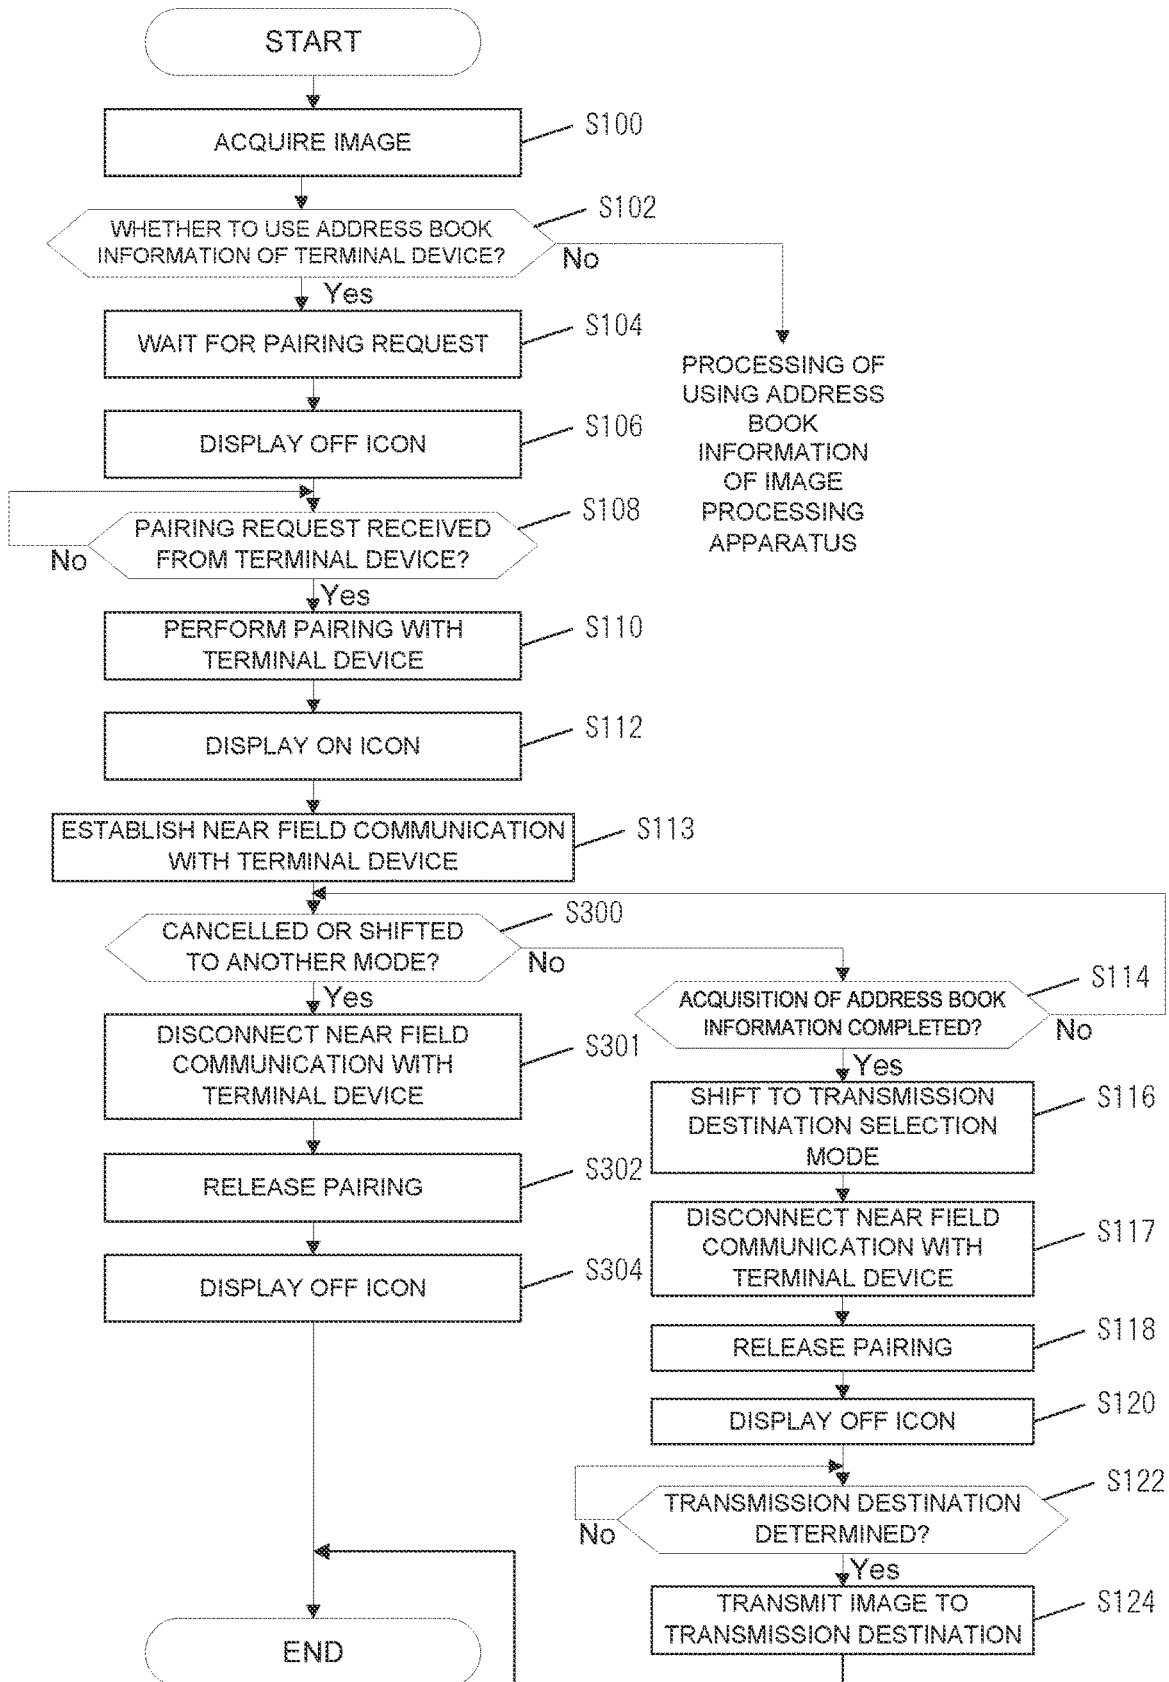 START
ACQUIRE IMAGE
S100
WHETHER TO USE ADDRESS BOOK
INFORMATION OF TERMINAL DEVICE?
S102
No
Yes
WAIT FOR PAIRING REQUEST
S104
PROCESSING OF
USING ADDRESS
BOOK
INFORMATION
OF IMAGE
PROCESSING
APPARATUS
DISPLAY OFF ICON
S106
PAIRING REQUEST RECEIVED
FROM TERMINAL DEVICE?
S108
No
Yes
PERFORM PAIRING WITH
TERMINAL DEVICE
S110
DISPLAY ON ICON
S112
ESTABLISH NEAR FIELD COMMUNICATION
WITH TERMINAL DEVICE
S113
CANCELLED OR SHIFTED
TO ANOTHER MODE?
S300
No
Yes
DISCONNECT NEAR FIELD
COMMUNICATION WITH
TERMINAL DEVICE
S301
RELEASE PAIRING
S302
DISPLAY OFF ICON
S304
ACQUISITION OF ADDRESS BOOK
INFORMATION COMPLETED?
S114
No
Yes
SHIFT TO TRANSMISSION
DESTINATION SELECTION
MODE
S116
DISCONNECT NEAR FIELD
COMMUNICATION WITH
TERMINAL DEVICE
S117
RELEASE PAIRING
S118
DISPLAY OFF ICON
S120
TRANSMISSION DESTINATION
DETERMINED?
S122
No
Yes
TRANSMIT IMAGE TO
TRANSMISSION DESTINATION
S124
END